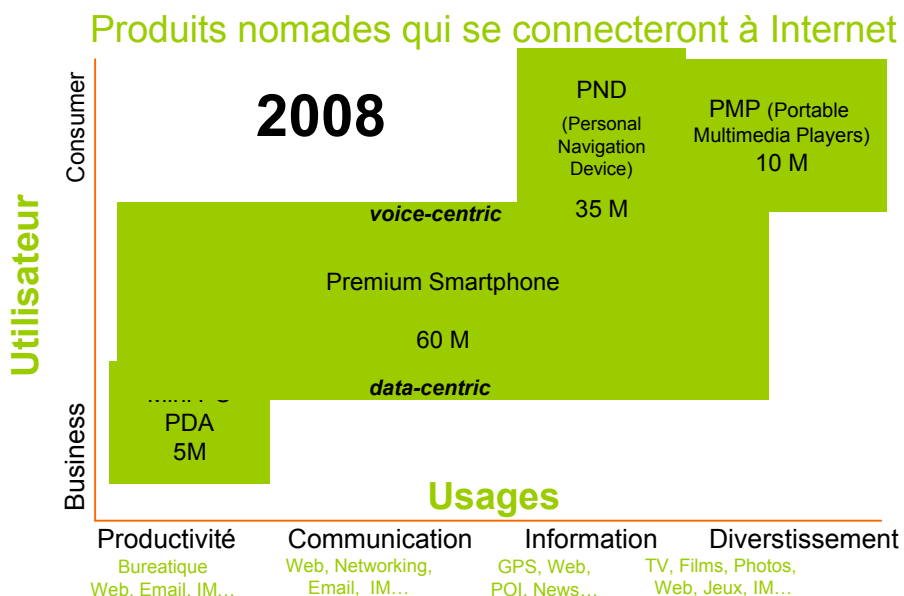 Produits nomades qui se connecteront à Internet
Utilisateur
Consumer
Business
2008
PND
(Personal
Navigation
Device)
35 M
PMP (Portable
Multimedia Players)
10 M
voice-centric
Premium Smartphone
60 M
data-centric
PDA
5M
Usages
Productivité
Bureatique
Web, Email, IM…
Communication
Web, Networking,
Email, IM…
Information
GPS, Web,
POI, News…
Diverstissement
TV, Films, Photos,
Web, Jeux, IM…